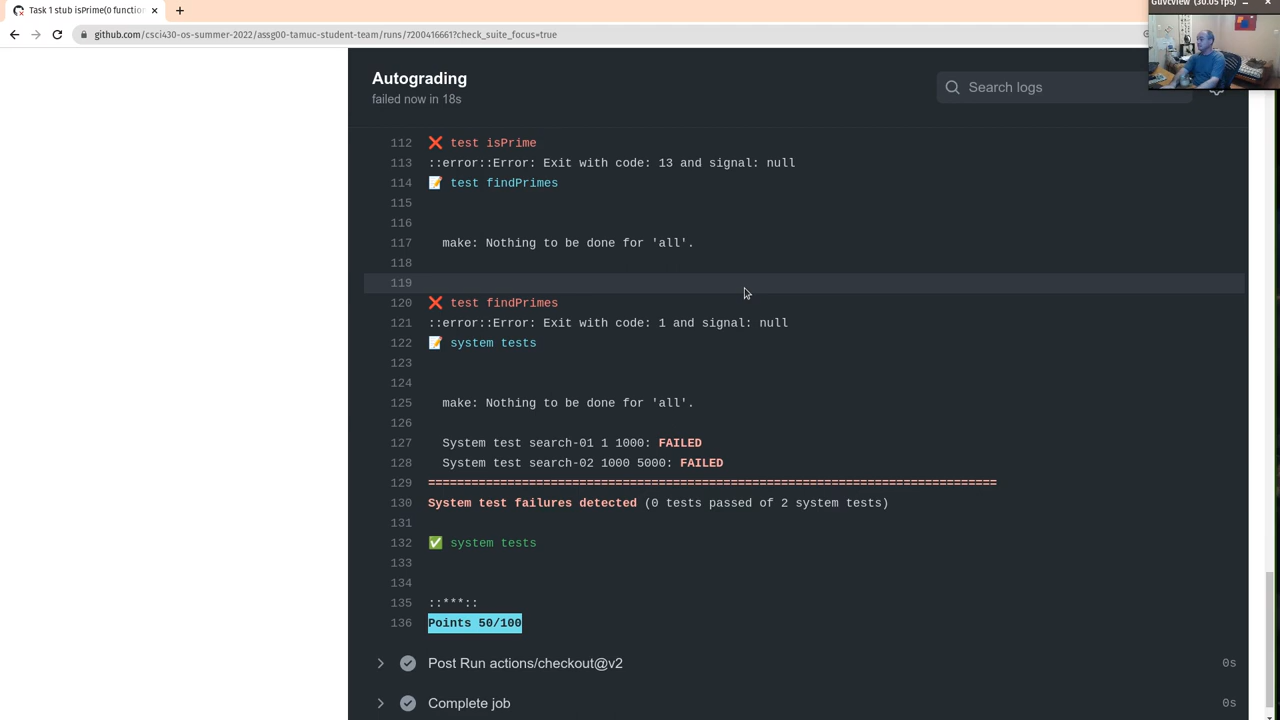 Task 1 stub isPrime(0 functio
Guvcview (30.05 fps)
github.com/csci430-os-summer-2022/assg00-tamuc-student-team/runs/7200416661?check_suite_focus=true
Autograding
failed now in 18s
Search logs
112 ❌ test isPrime
113 ::error::Error: Exit with code: 13 and signal: null
114 📝 test findPrimes
115
116
117 make: Nothing to be done for 'all'.
118
119
120 ❌ test findPrimes
121 ::error::Error: Exit with code: 1 and signal: null
122 📝 system tests
123
124
125 make: Nothing to be done for 'all'.
126
127 System test search-01 1 1000: FAILED
128 System test search-02 1000 5000: FAILED
129 ===============================================================================
130 System test failures detected (0 tests passed of 2 system tests)
131
132 ✅ system tests
133
134
135 ::***::
136 Points 50/100
Post Run actions/checkout@v2 0s
Complete job 0s